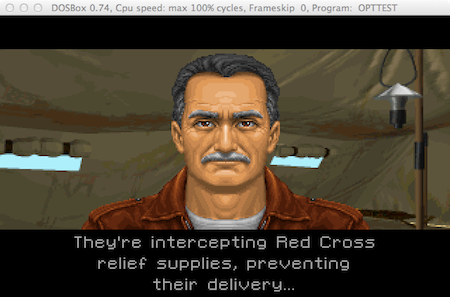 DOSBox 0.74, Cpu speed: max 100% cycles, Frameskip 0, Program: OPTTEST
They're intercepting Red Cross
relief supplies, preventing
their delivery...